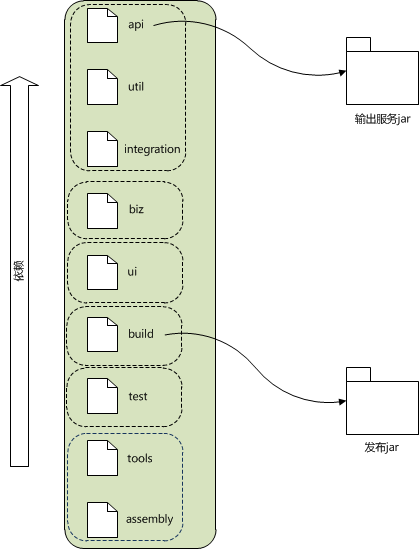 api
输出服务jar
util
integration
biz
依赖
ui
build
test
发布jar
tools
assembly